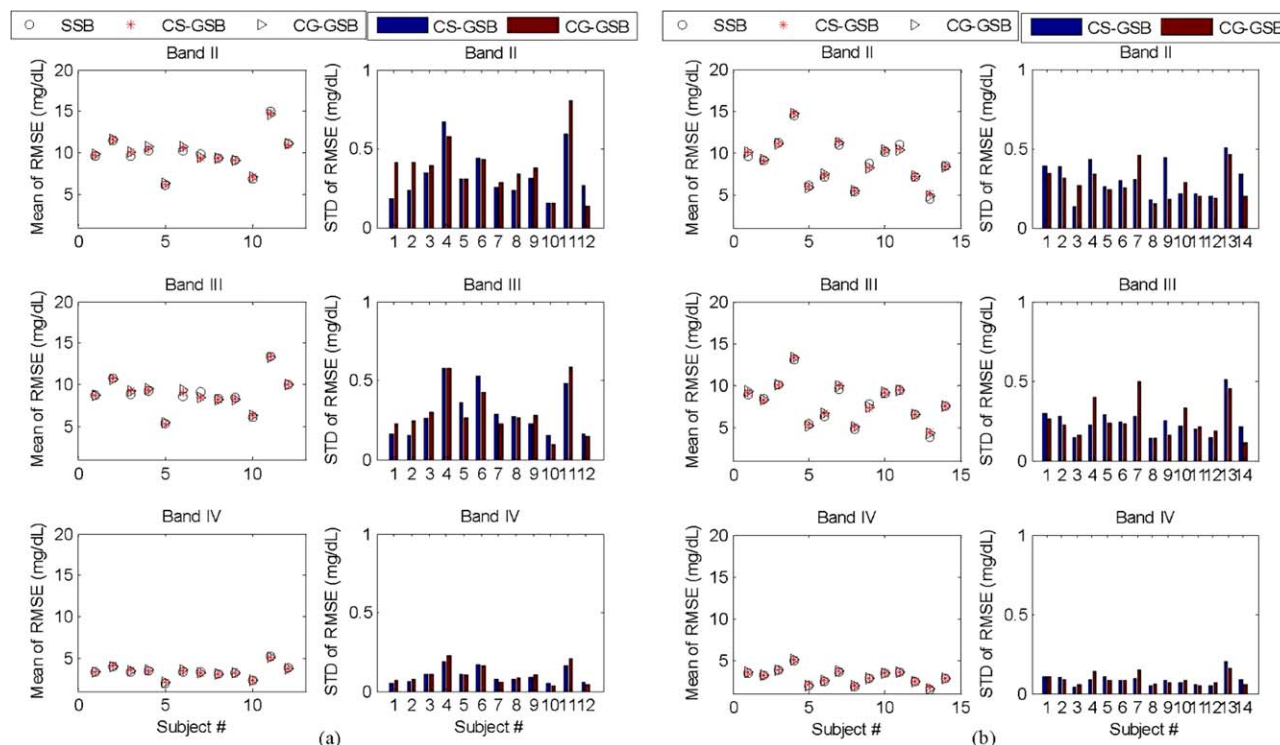 SSB CS-GSB CG-GSB CS-GSB CG-GSB
Band II
Mean of RMSE (mg/dL)
20
15
10
5
0 5 10
Band II
STD of RMSE (mg/dL)
1
0.5
0
1 2 3 4 5 6 7 8 9 10 11 12
Band III
Mean of RMSE (mg/dL)
20
15
10
5
0 5 10
Band III
STD of RMSE (mg/dL)
1
0.5
0
1 2 3 4 5 6 7 8 9 10 11 12
Band IV
Mean of RMSE (mg/dL)
20
15
10
5
0 5 10
Subject #
Band IV
STD of RMSE (mg/dL)
1
0.5
0
1 2 3 4 5 6 7 8 9 10 11 12
Subject #
(a)
SSB CS-GSB CG-GSB CS-GSB CG-GSB
Band II
Mean of RMSE (mg/dL)
20
15
10
5
0 5 10 15
Band II
STD of RMSE (mg/dL)
1
0.5
0
1 2 3 4 5 6 7 8 9 10 11 12 13 14
Band III
Mean of RMSE (mg/dL)
20
15
10
5
0 5 10 15
Band III
STD of RMSE (mg/dL)
1
0.5
0
1 2 3 4 5 6 7 8 9 10 11 12 13 14
Band IV
Mean of RMSE (mg/dL)
20
15
10
5
0 5 10 15
Subject #
Band IV
STD of RMSE (mg/dL)
1
0.5
0
1 2 3 4 5 6 7 8 9 10 11 12 13 14
Subject #
(b)